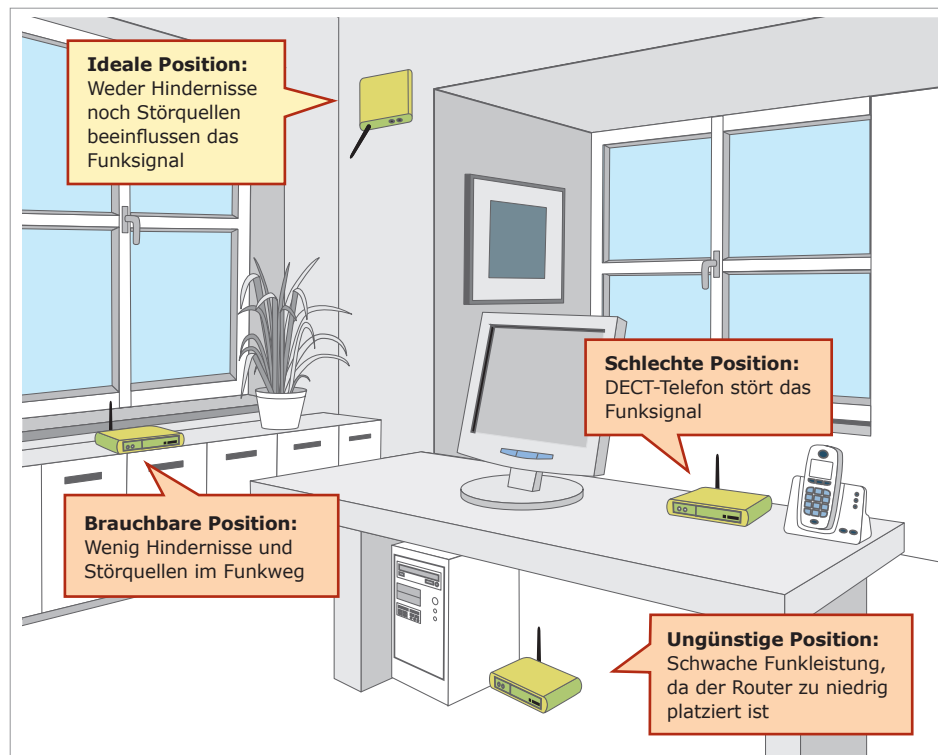 Ideale Position:
Weder Hindernisse
noch Störquellen
beeinflussen das
Funksignal
Schlechte Position:
DECT-Telefon stört das
Funksignal
Brauchbare Position:
Wenig Hindernisse und
Störquellen im Funkweg
Ungünstige Position:
Schwache Funkleistung,
da der Router zu niedrig
platziert ist